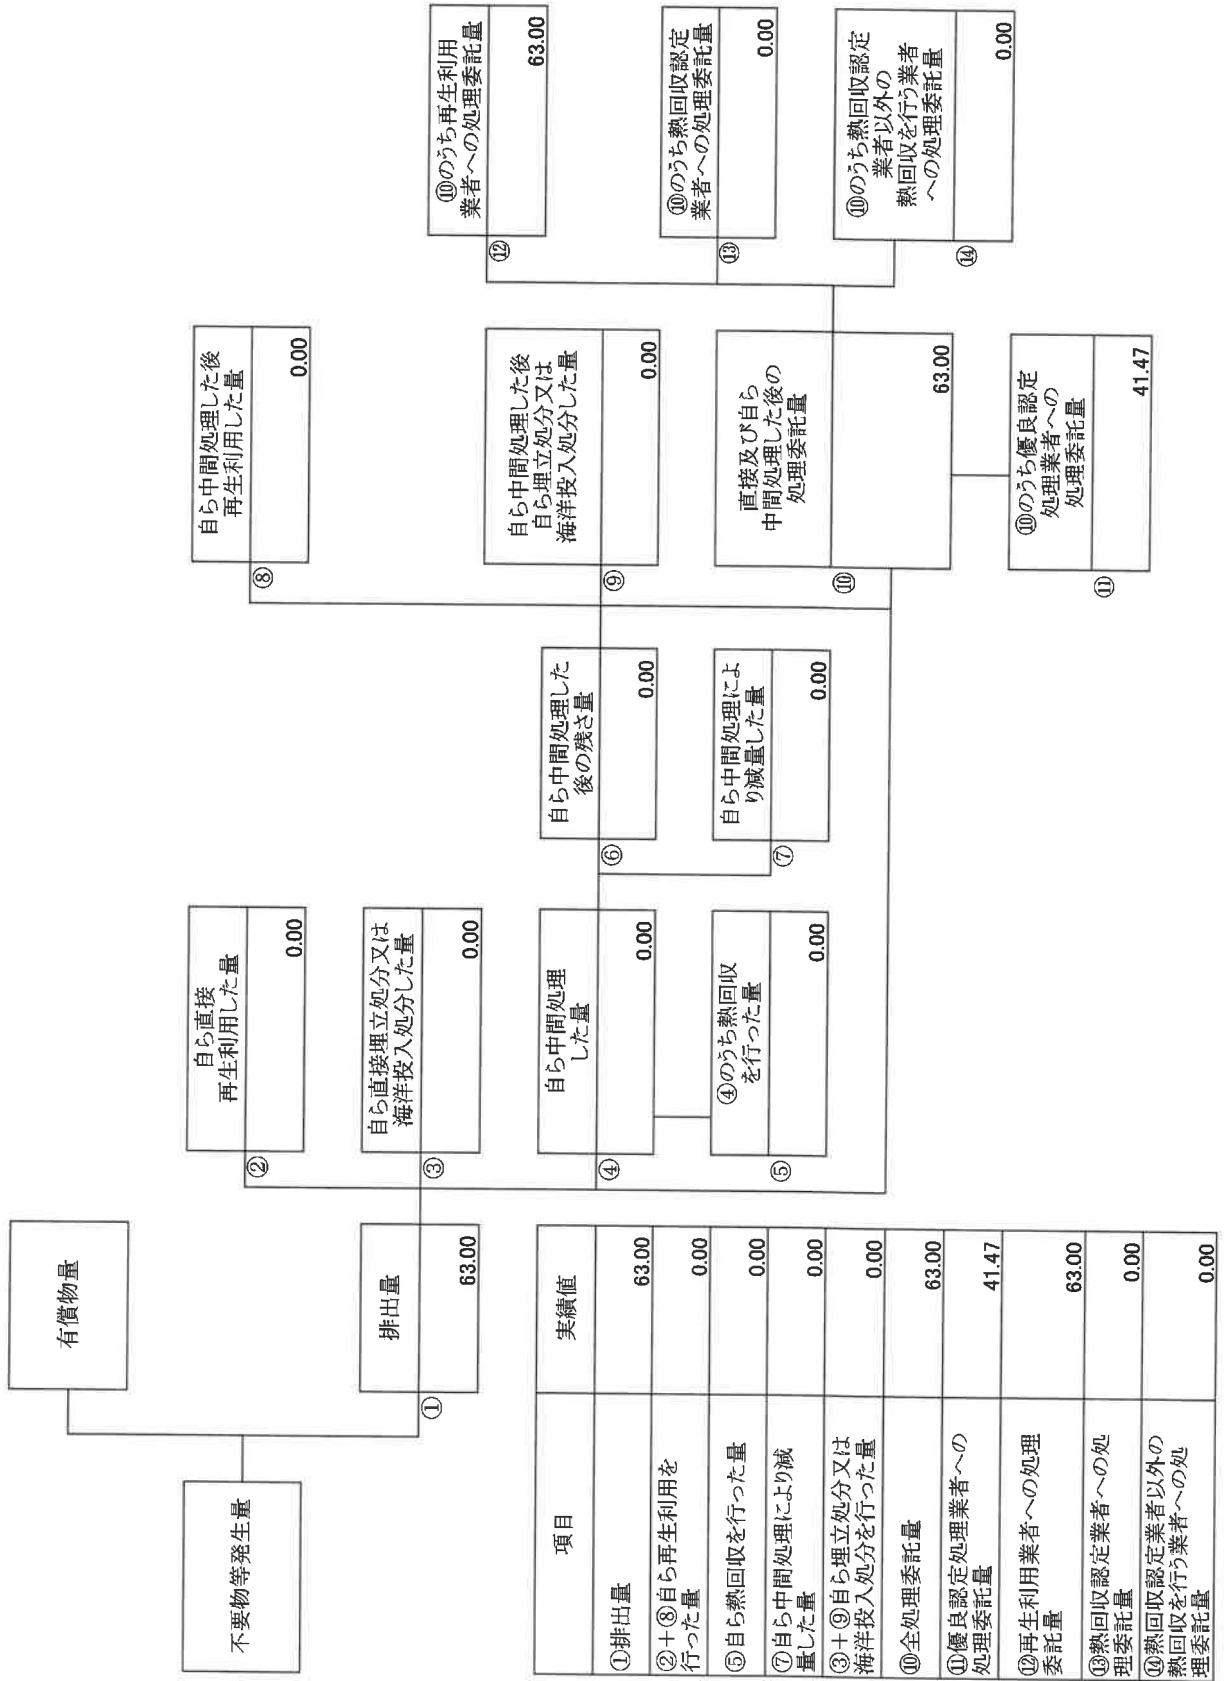 不要物等発生量
有償物量
①
排出量
63.00
②
自ら直接
再生利用した量
0.00
③
自ら直接埋立処分又は
海洋投入処分した量
0.00
④
自ら中間処理
した量
0.00
⑤
④のうち熱回収
を行った量
0.00
⑥
自ら中間処理した
後の残さ量
0.00
⑦
自ら中間処理によ
り減量した量
0.00
⑧
自ら中間処理した後
再生利用した量
0.00
⑨
自ら中間処理した後
自ら埋立処分又は
海洋投入処分した量
0.00
⑩
直接及び自ら
中間処理した後の
処理委託量
63.00
⑪
⑩のうち優良認定
処理業者への
処理委託量
41.47
⑫
⑩のうち再生利用
業者への処理委託量
63.00
⑬
⑩のうち熱回収認定
業者への処理委託量
0.00
⑭
⑩のうち熱回収認定
業者以外の
熱回収を行う業者
への処理委託量
0.00
項目
実績値
①排出量
63.00
②+⑧自ら再生利用を
行った量
0.00
⑤自ら熱回収を行った量
0.00
⑦自ら中間処理により減
量した量
0.00
③+⑨自ら埋立処分又は
海洋投入処分を行った量
0.00
⑩全処理委託量
63.00
⑪優良認定処理業者への
処理委託量
41.47
⑫再生利用業者への処理
委託量
63.00
⑬熱回収認定業者への処
理委託量
0.00
⑭熱回収認定業者以外の
熱回収を行う業者への処
理委託量
0.00